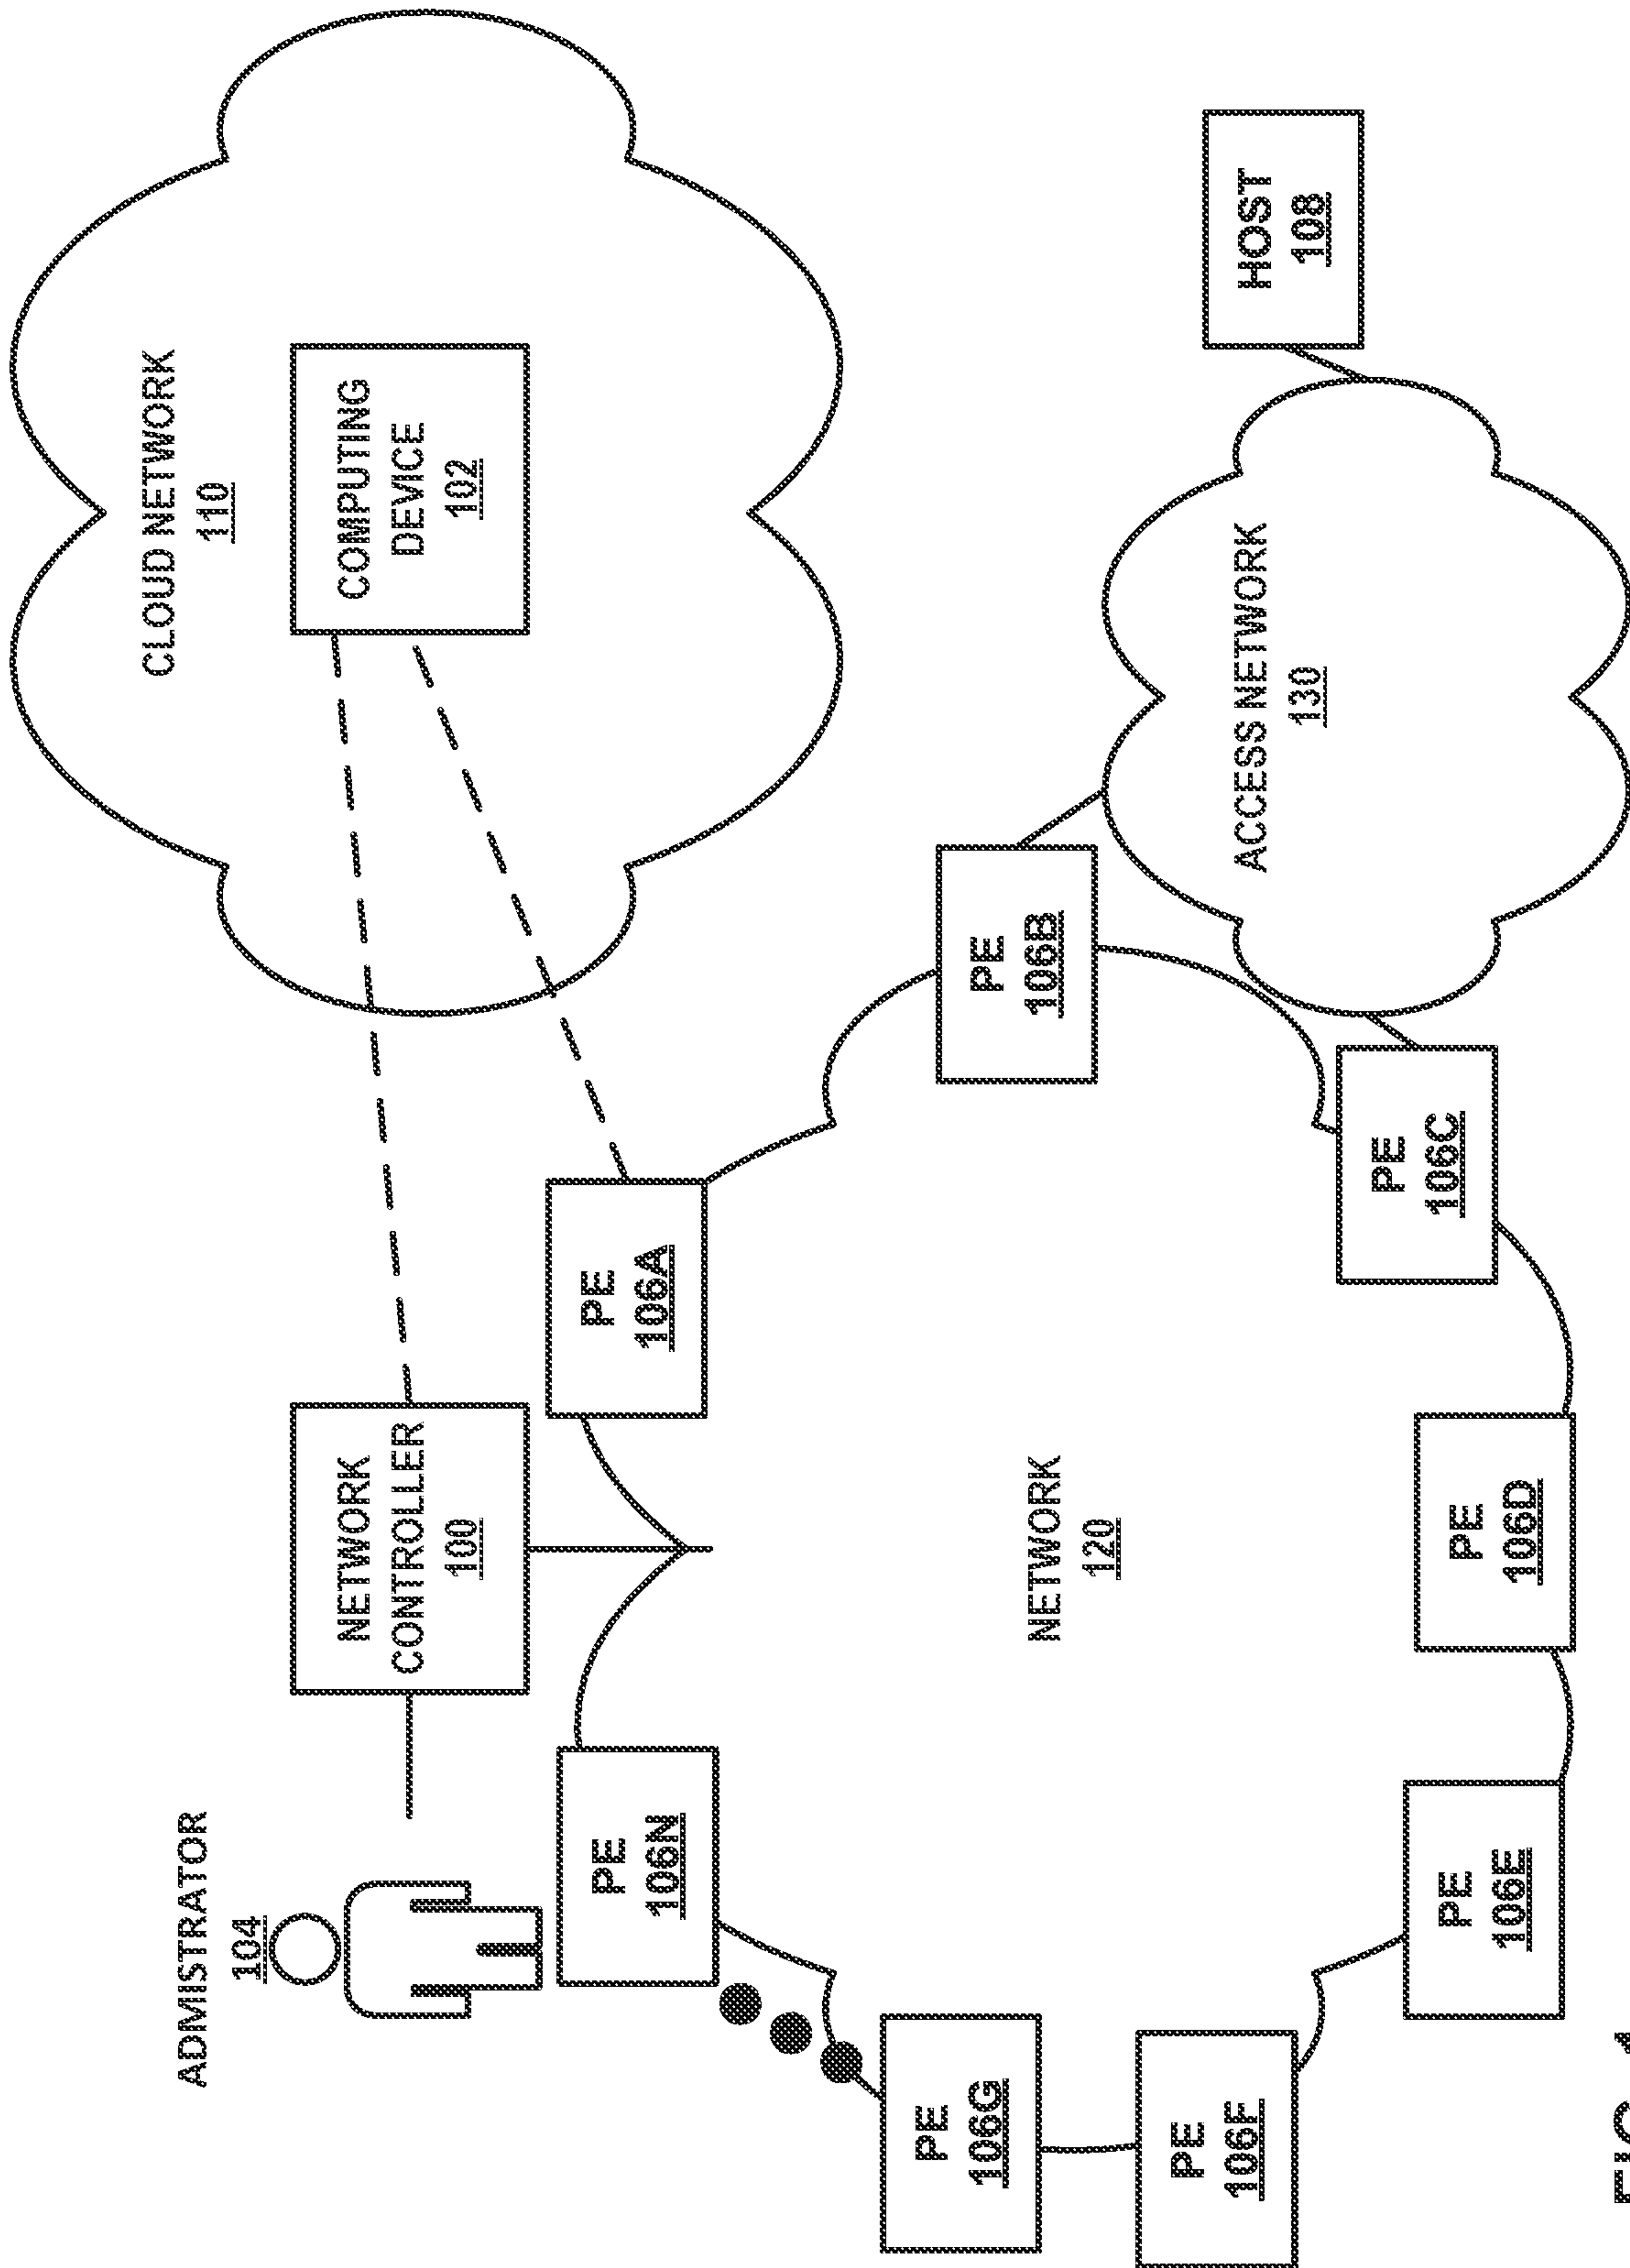 CLOUD NETWORK
110
ADMISTRATOR
104
NETWORK
CONTROLLER
100
COMPUTING
DEVICE
102
PE
106N
PE
106A
PE
106G
PE
106B
NETWORK
120
PE
106F
HOST
108
ACCESS NETWORK
130
PE
106C
PE
106E
PE
106D